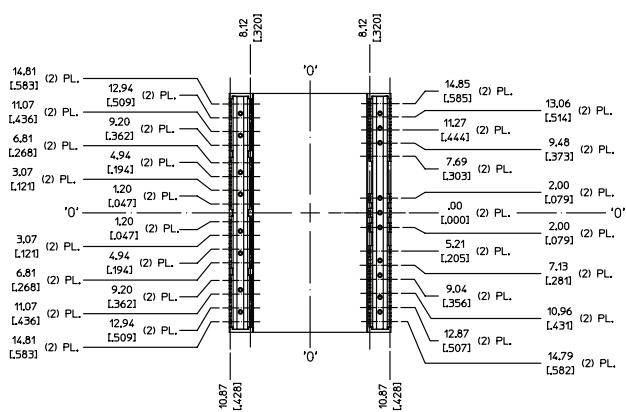 8.12
[.320]
8.12
[.320]
'0'
14.81
[.583] (2) PL.
12.94
[.509] (2) PL.
11.07
[.436] (2) PL.
9.20
[.362] (2) PL.
6.81
[.268] (2) PL.
4.94
[.194] (2) PL.
3.07
[.121] (2) PL.
1.20
[.047] (2) PL.
'0'
1.20
[.047] (2) PL.
3.07
[.121] (2) PL.
4.94
[.194] (2) PL.
6.81
[.268] (2) PL.
9.20
[.362] (2) PL.
11.07
[.436] (2) PL.
12.94
[.509] (2) PL.
14.81
[.583] (2) PL.
14.85
[.585] (2) PL.
13.06
[.514] (2) PL.
11.27
[.444] (2) PL.
9.48
[.373] (2) PL.
7.69
[.303] (2) PL.
2.00
[.079] (2) PL.
.00
[.000] (2) PL.
'0'
2.00
[.079] (2) PL.
5.21
[.205] (2) PL.
7.13
[.281] (2) PL.
9.04
[.356] (2) PL.
10.96
[.431] (2) PL.
12.87
[.507] (2) PL.
14.79
[.582] (2) PL.
'0'
10.87
[.428]
10.87
[.428]